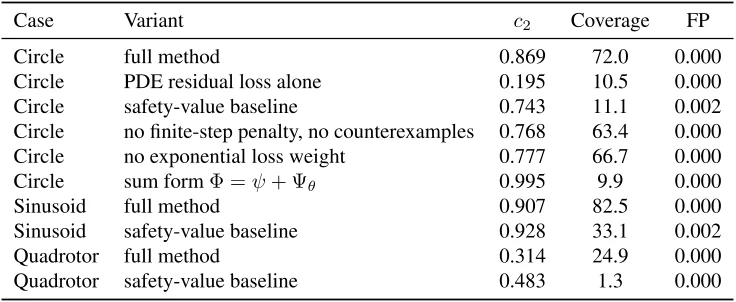 Case Variant c₂ Coverage FP
Circle full method 0.869 72.0 0.000
Circle PDE residual loss alone 0.195 10.5 0.000
Circle safety-value baseline 0.743 11.1 0.002
Circle no finite-step penalty, no counterexamples 0.768 63.4 0.000
Circle no exponential loss weight 0.777 66.7 0.000
Circle sum form Φ = ψ + Ψθ 0.995 9.9 0.000
Sinusoid full method 0.907 82.5 0.000
Sinusoid safety-value baseline 0.928 33.1 0.002
Quadrotor full method 0.314 24.9 0.000
Quadrotor safety-value baseline 0.483 1.3 0.000